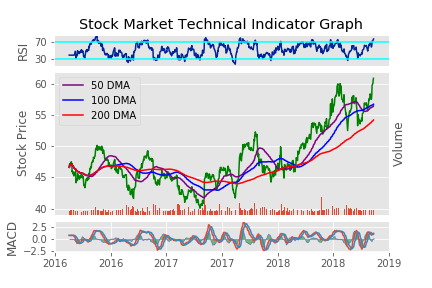 Stock Market Technical Indicator Graph
RSI
70
30
Stock Price
60
55
50
45
40
50 DMA
100 DMA
200 DMA
Volume
MACD
2.5
0.0
−2.5
2016 2016 2017 2017 2018 2018 2019